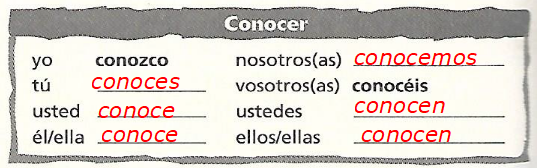 Conocer
yo conozco nosotros(as) conocemos
tú conoces vosotros(as) conocéis
usted conoce ustedes conocen
él/ella conoce ellos/ellas conocen